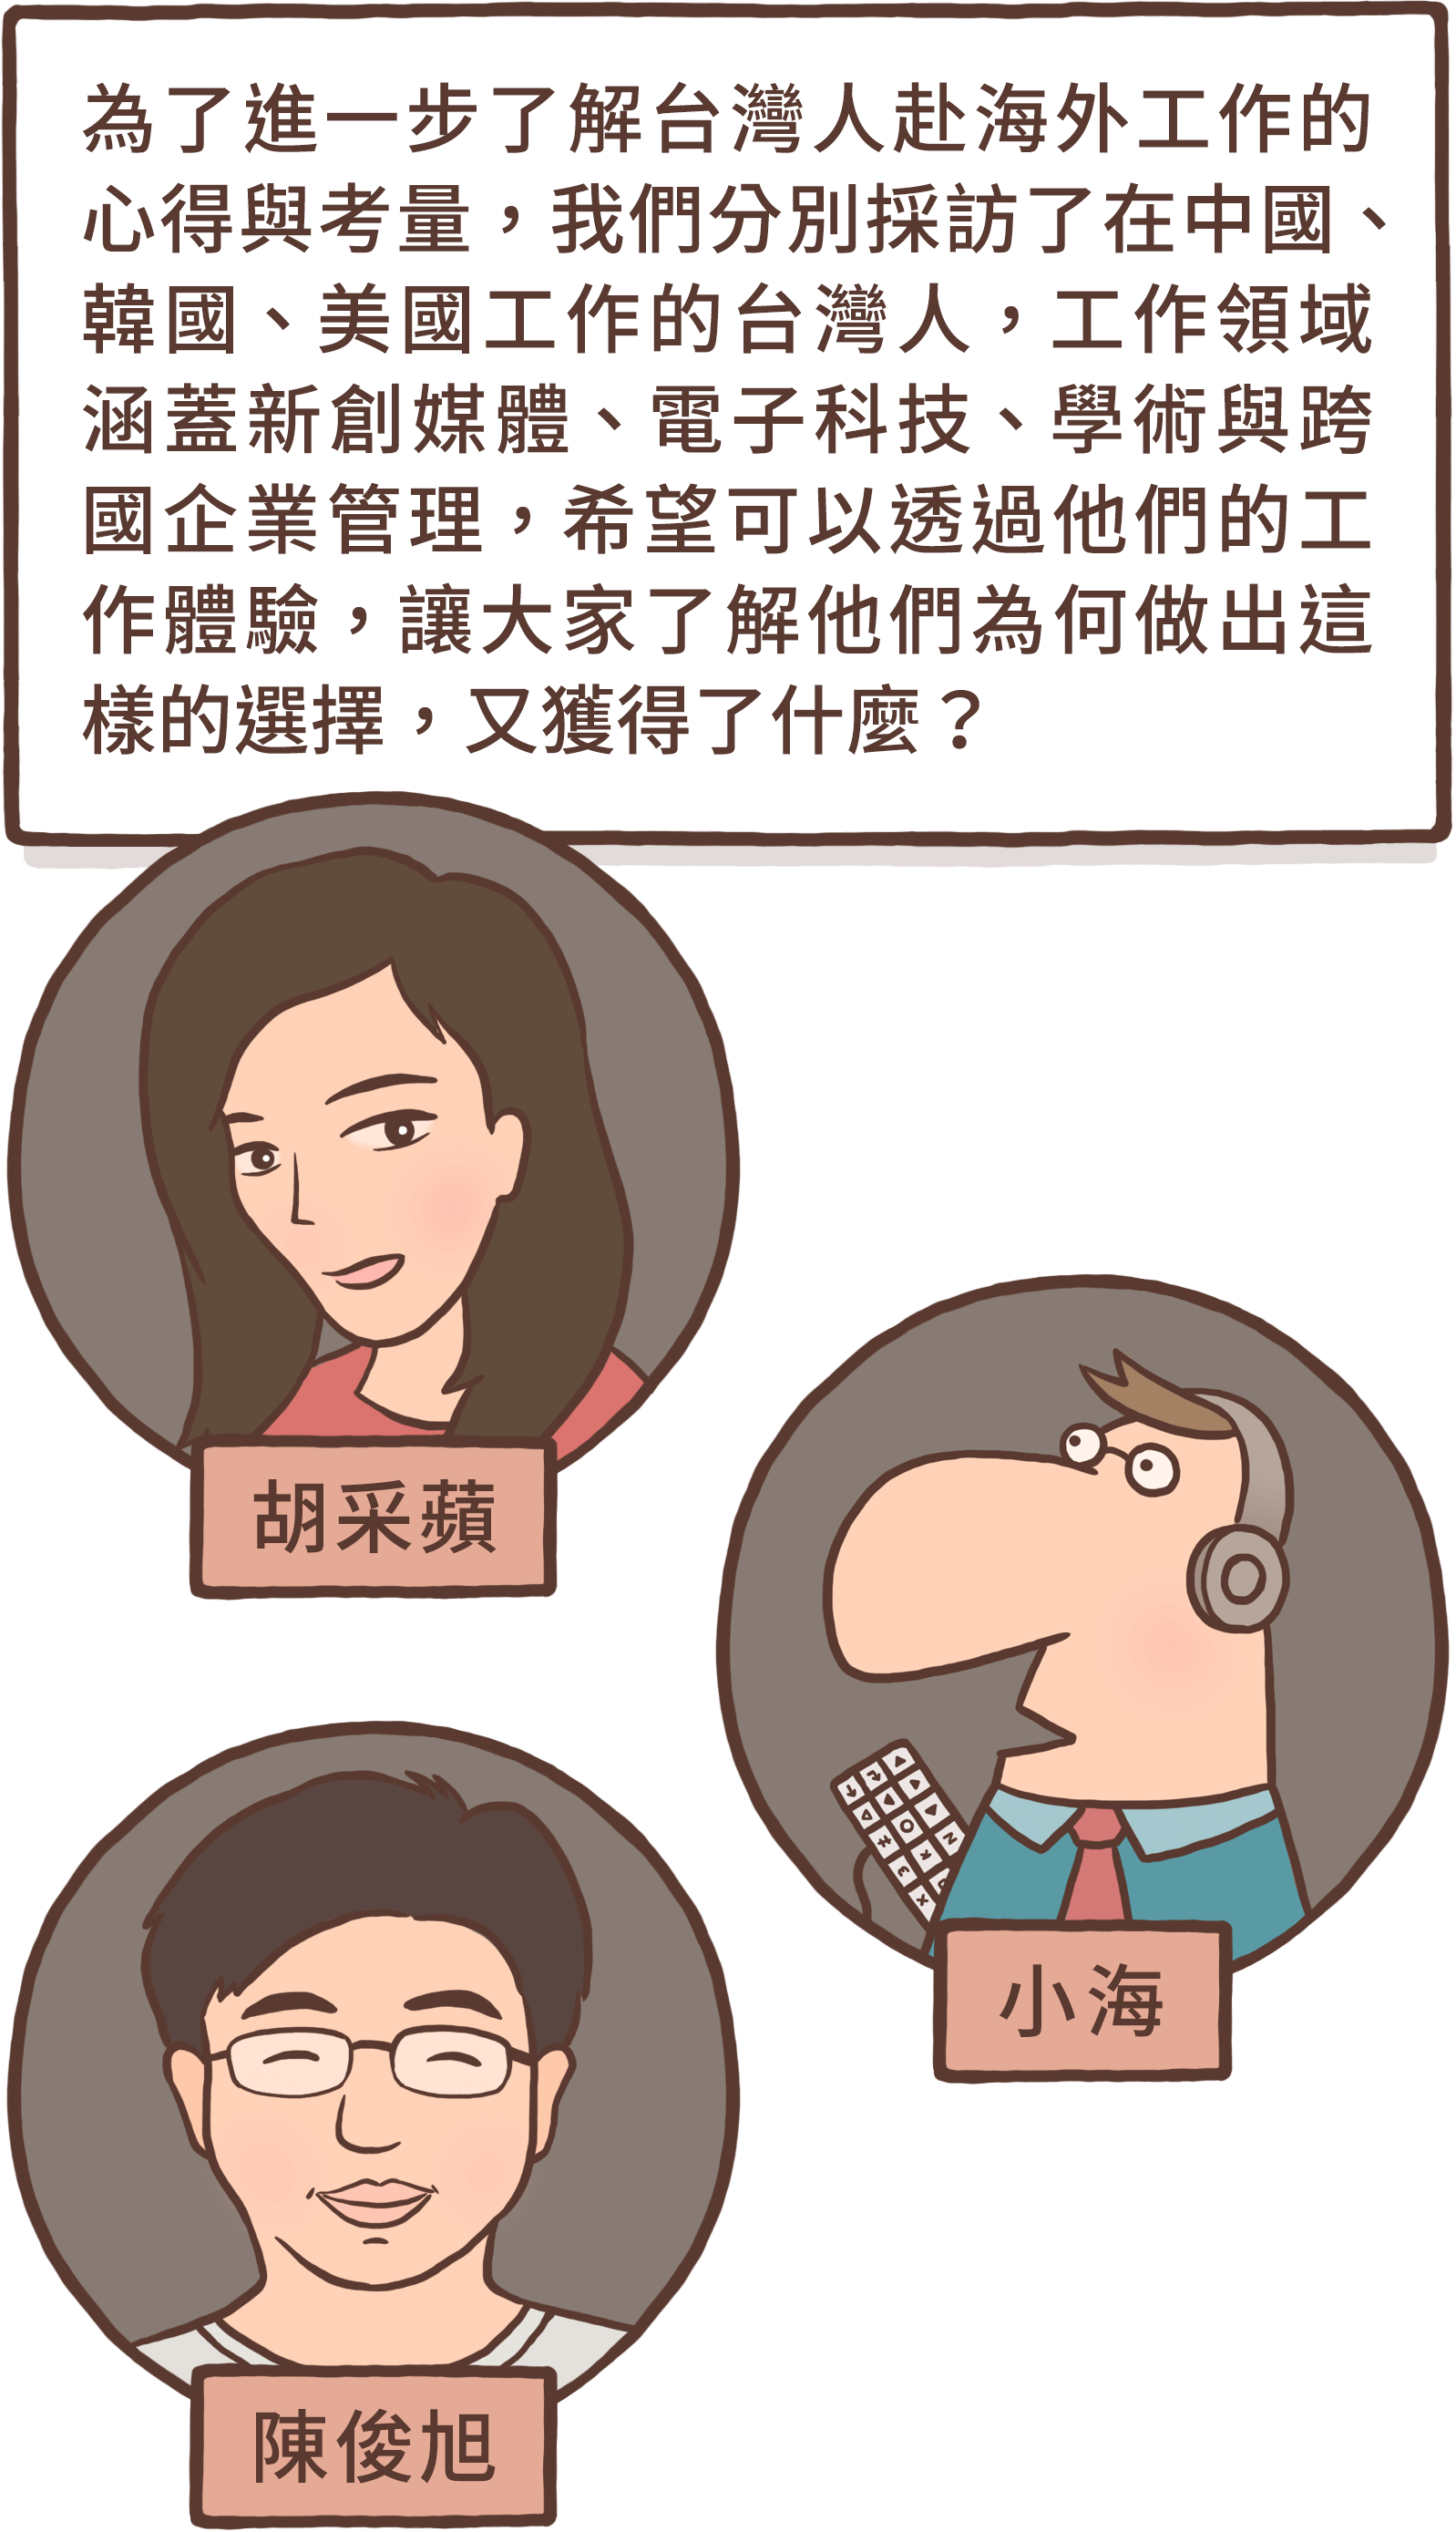 為了進一步了解台灣人赴海外工作的
心得與考量，我們分別採訪了在中國、
韓國、美國工作的台灣人，工作領域
涵蓋新創媒體、電子科技、學術與跨
國企業管理，希望可以透過他們的工
作體驗，讓大家了解他們為何做出這
樣的選擇，又獲得了什麼？
胡采蘋
小海
陳俊旭